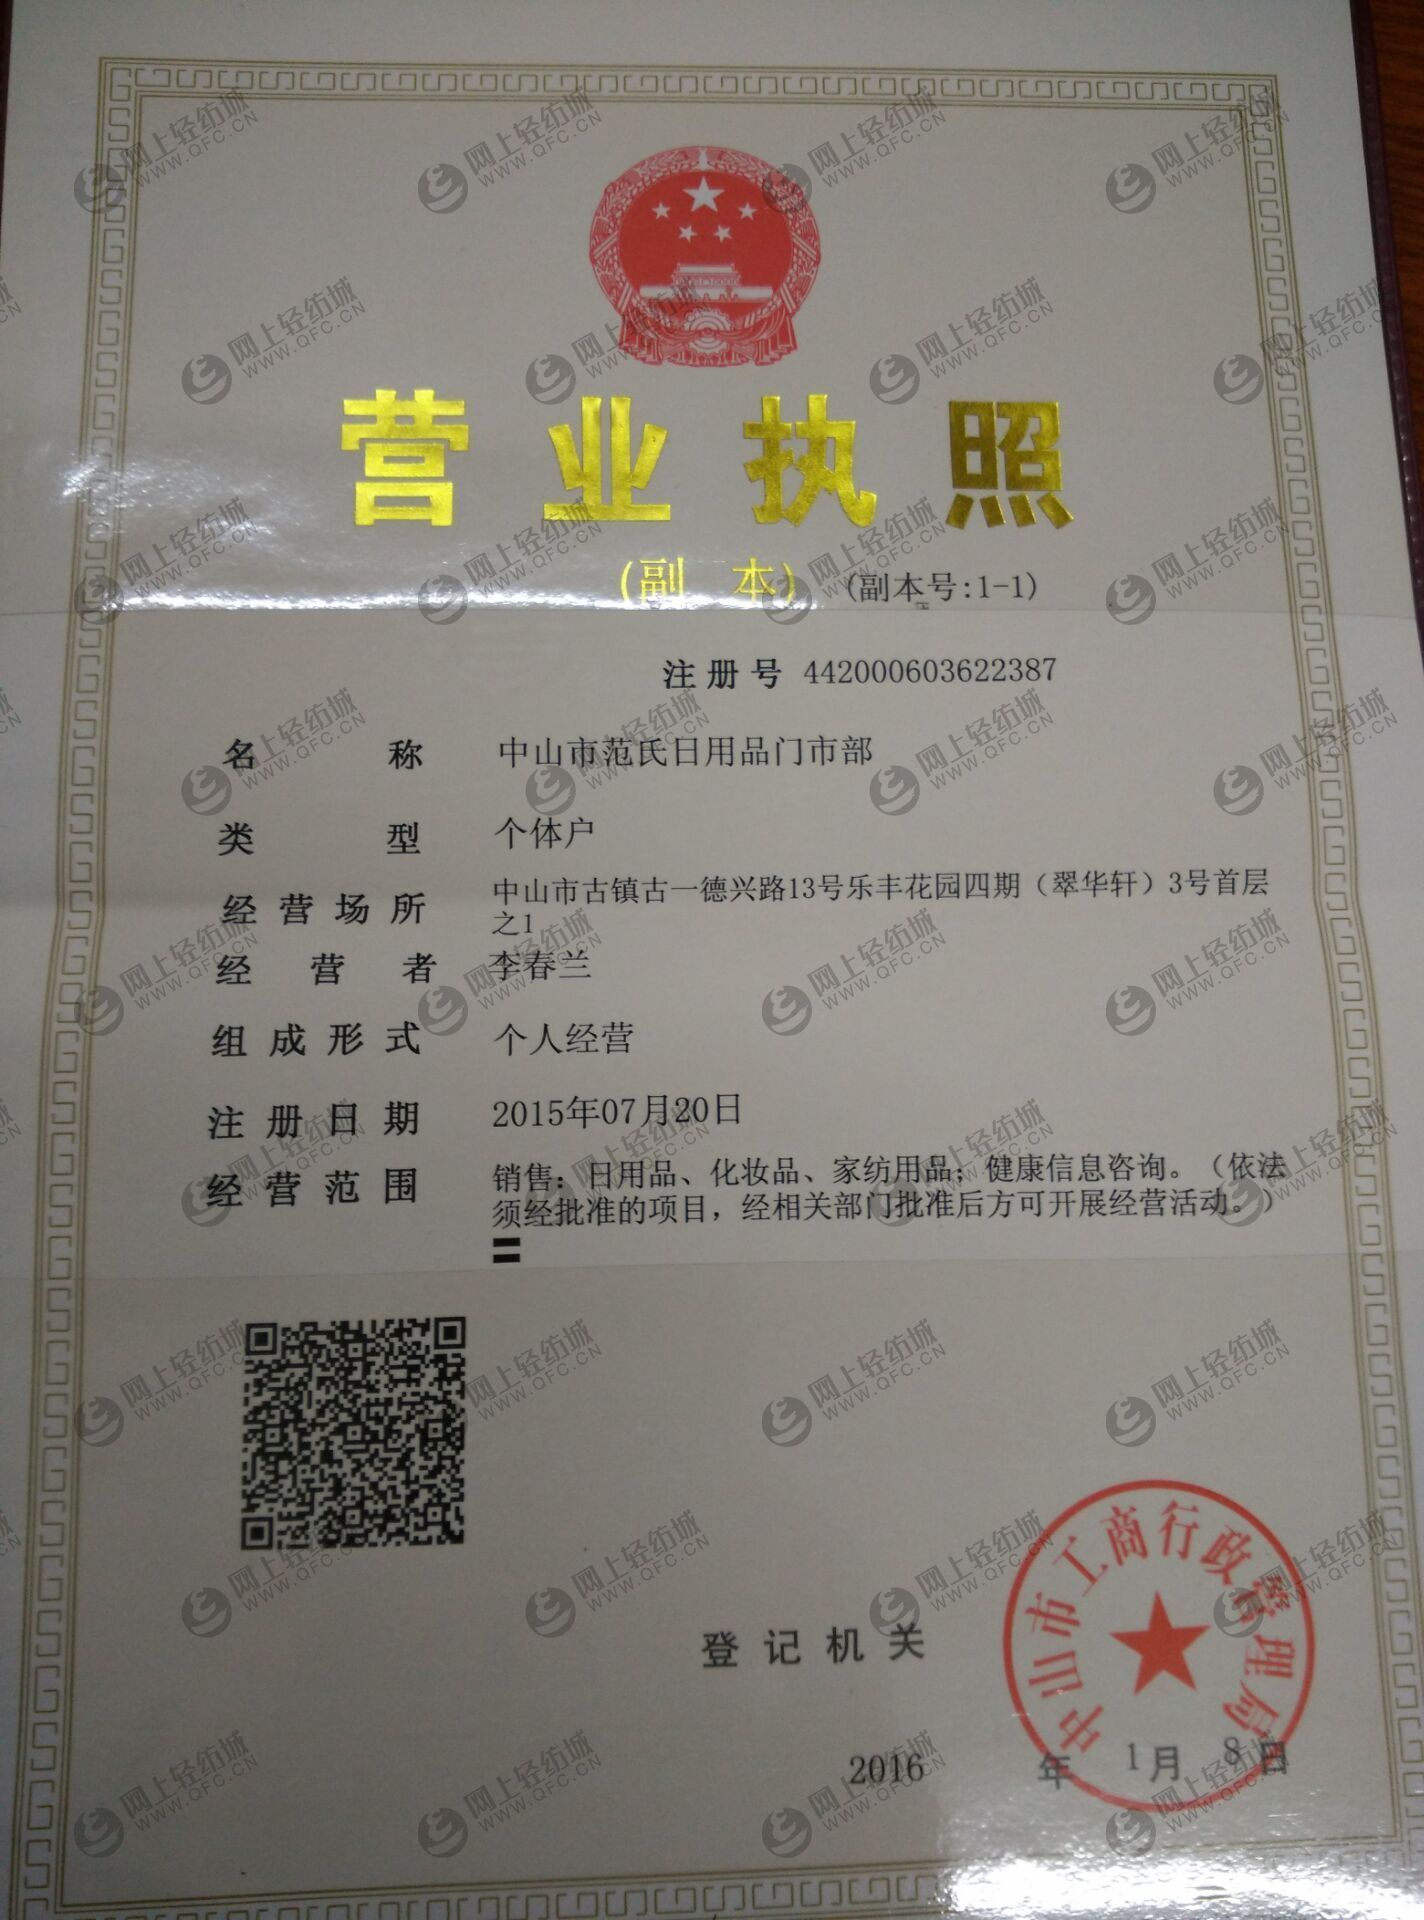 营业执照
(副 本) (副本号:1-1)
注册号 442000603622387
名称 中山市范氏日用品门市部
类型 个体户
经营场所 中山市古镇古一德兴路13号乐丰花园四期（翠华轩）3号首层
之1
经营者 李春兰
组成形式 个人经营
注册日期 2015年07月20日
经营范围 销售：日用品、化妆品、家纺用品；健康信息咨询。（依法
须经批准的项目，经相关部门批准后方可开展经营活动。）
登记机关
中山市工商行政管理局
2016 年 1月 8日
网上轻纺城
WWW.QFC.CN